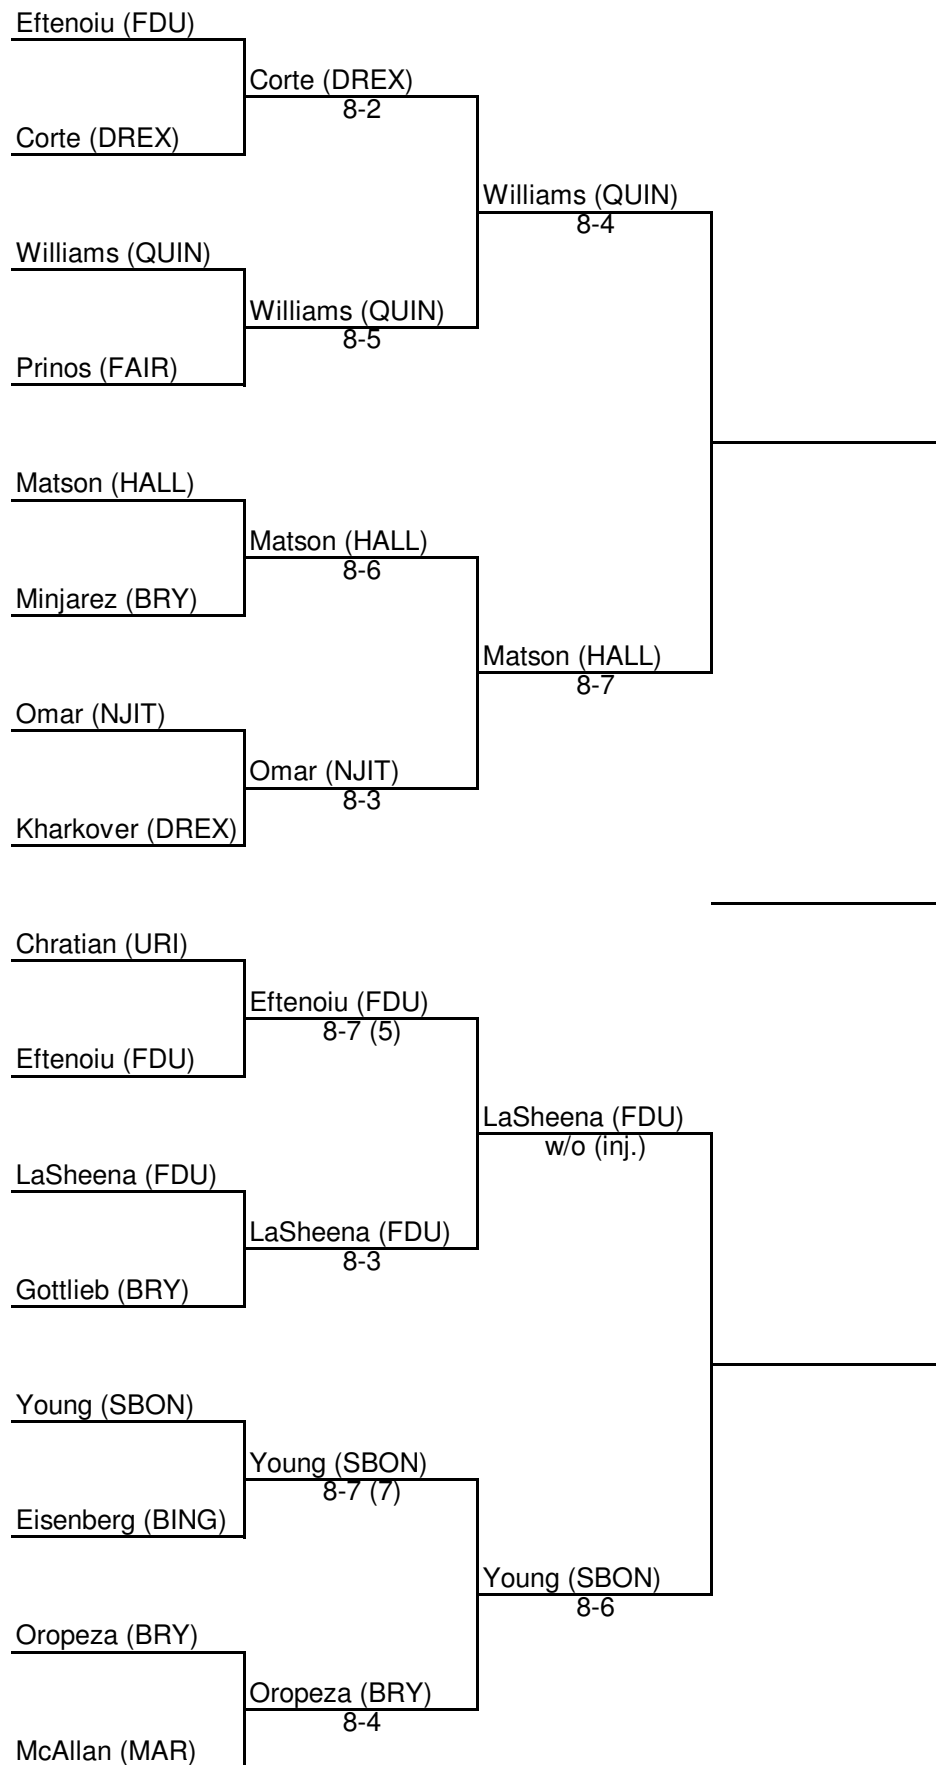 Eftenoiu (FDU)
Corte (DREX)
8-2
Corte (DREX)
Williams (QUIN)
8-4
Williams (QUIN)
Williams (QUIN)
8-5
Prinos (FAIR)
Matson (HALL)
Matson (HALL)
8-6
Minjarez (BRY)
Matson (HALL)
8-7
Omar (NJIT)
Omar (NJIT)
8-3
Kharkover (DREX)
Chratian (URI)
Eftenoiu (FDU)
8-7 (5)
Eftenoiu (FDU)
LaSheena (FDU)
w/o (inj.)
LaSheena (FDU)
LaSheena (FDU)
8-3
Gottlieb (BRY)
Young (SBON)
Young (SBON)
8-7 (7)
Eisenberg (BING)
Young (SBON)
8-6
Oropeza (BRY)
Oropeza (BRY)
8-4
McAllan (MAR)